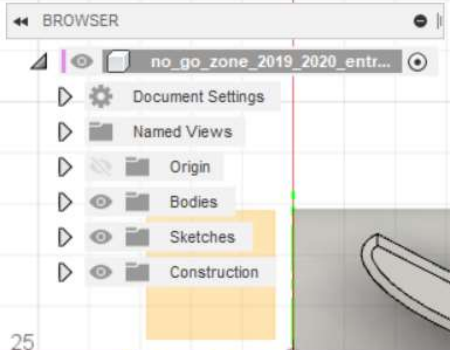 BROWSER
no_go_zone_2019_2020_entr...
Document Settings
Named Views
Origin
Bodies
Sketches
Construction
25